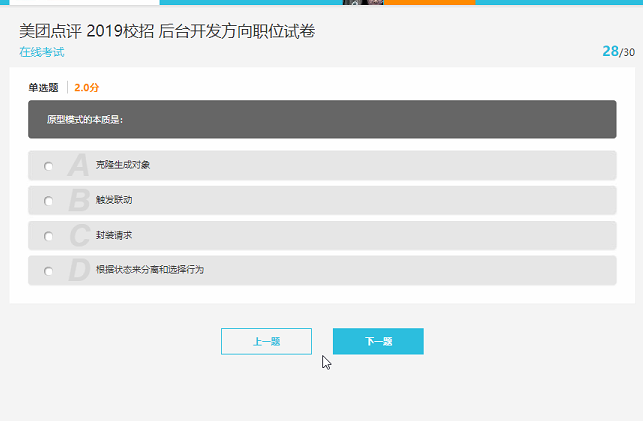 美团点评 2019校招 后台开发方向职位试卷
在线考试
28/30
单选题 2.0分
原型模式的本质是:
A 克隆生成对象
B 触发联动
C 封装请求
D 根据状态来分离和选择行为
上一题 下一题